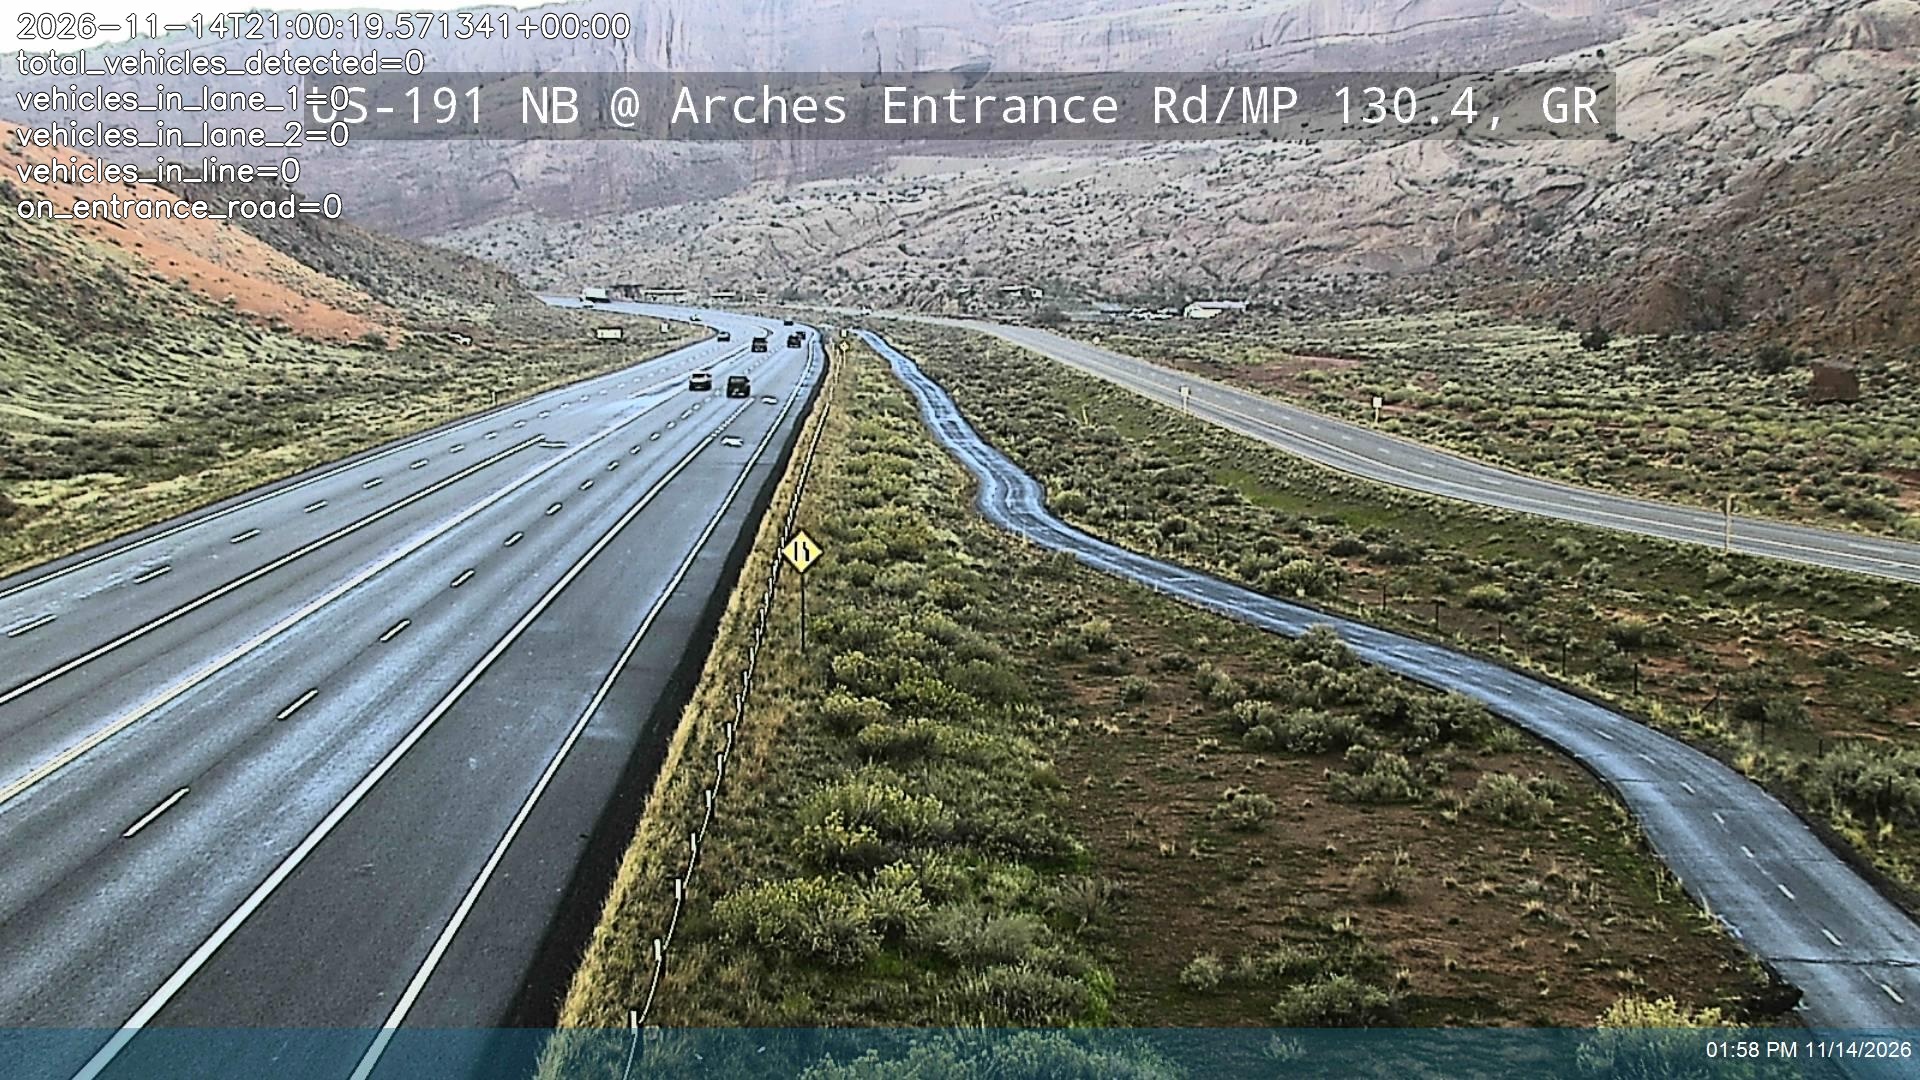 2026-11-14T21:00:19.571341+00:00
total_vehicles_detected=0
vehicles_in_lane_1=0
US-191 NB @ Arches Entrance Rd/MP 130.4, GR
vehicles_in_lane_2=0
vehicles_in_line=0
on_entrance_road=0
01:58 PM 11/14/2026